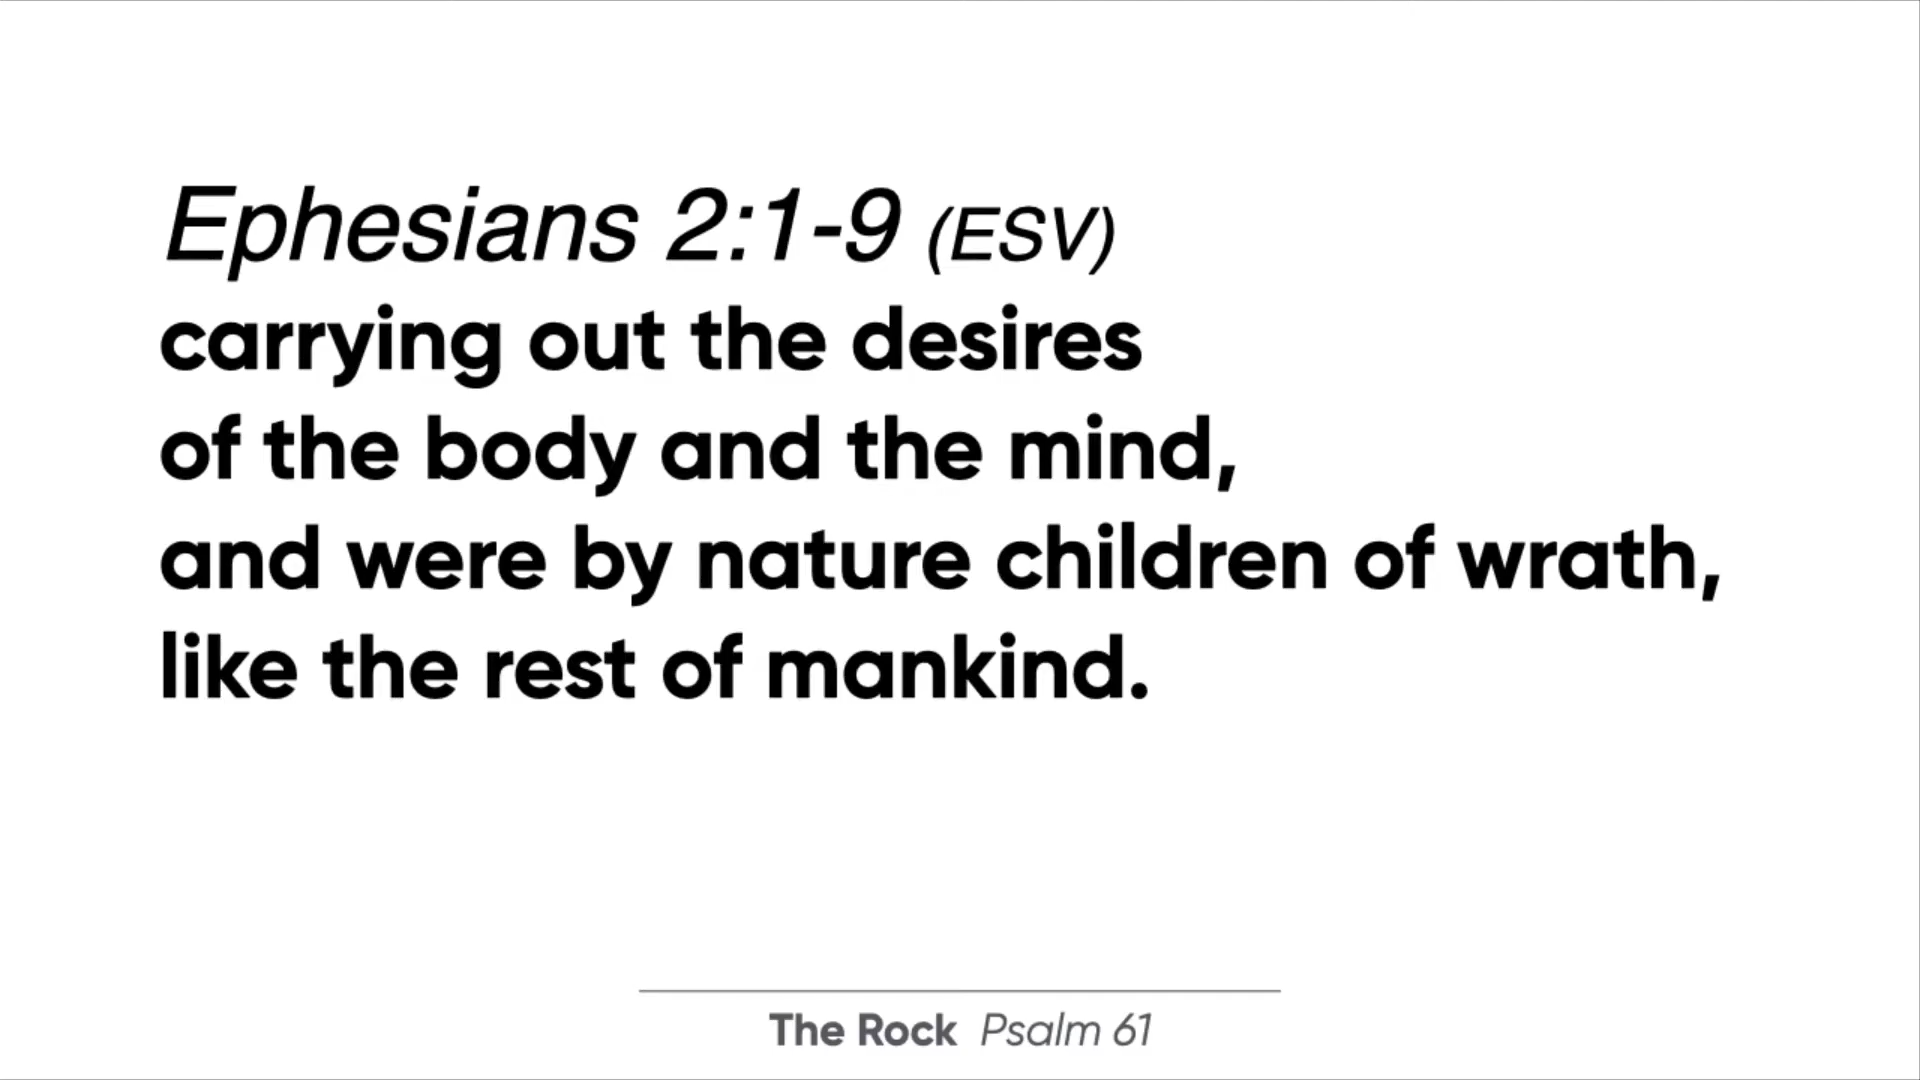 Ephesians 2:1-9 (ESV)
carrying out the desires
of the body and the mind,
and were by nature children of wrath,
like the rest of mankind.
The Rock Psalm 61